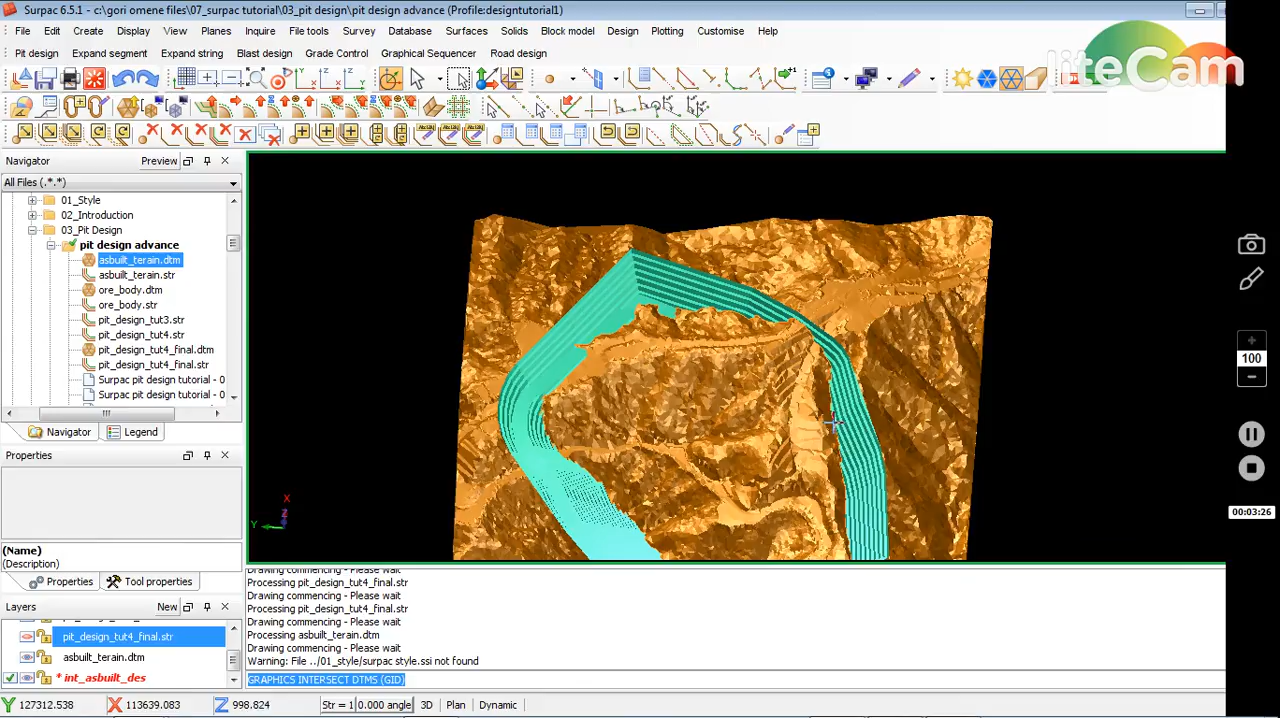 Surpac 6.5.1 - c:\gori omene files\07_surpac tutorial\03_pit design\pit design advance (Profile:designtutorial1)
File Edit Create Display View Planes Inquire File tools Survey Database Surfaces Solids Block model Design Plotting Customise Help
Pit design Expand segment Expand string Blast design Grade Control Graphical Sequencer Road design
liteCam
Navigator Preview
All Files (*.*)
01_Style
02_Introduction
03_Pit Design
pit design advance
asbuilt_terain.dtm
asbuilt_terain.str
ore_body.dtm
ore_body.str
pit_design_tut3.str
pit_design_tut4.str
pit_design_tut4_final.dtm
pit_design_tut4_final.str
Surpac pit design tutorial - 0
Surpac pit design tutorial - 0
Navigator Legend
Properties
(Name)
(Description)
Properties Tool properties
Layers New
pit_design_tut4_final.str
asbuilt_terain.dtm
* int_asbuilt_des
X
Z
Y
Drawing commencing - Please wait
Processing pit_design_tut4_final.str
Drawing commencing - Please wait
Processing pit_design_tut4_final.str
Drawing commencing - Please wait
Processing asbuilt_terain.dtm
Drawing commencing - Please wait
Warning: File ../01_style/surpac style.ssi not found
GRAPHICS INTERSECT DTMS (GID)
Y 127312.538 X 113639.083 Z 998.824 Str = 1 0.000 angle 3D Plan Dynamic
100
00:03:26